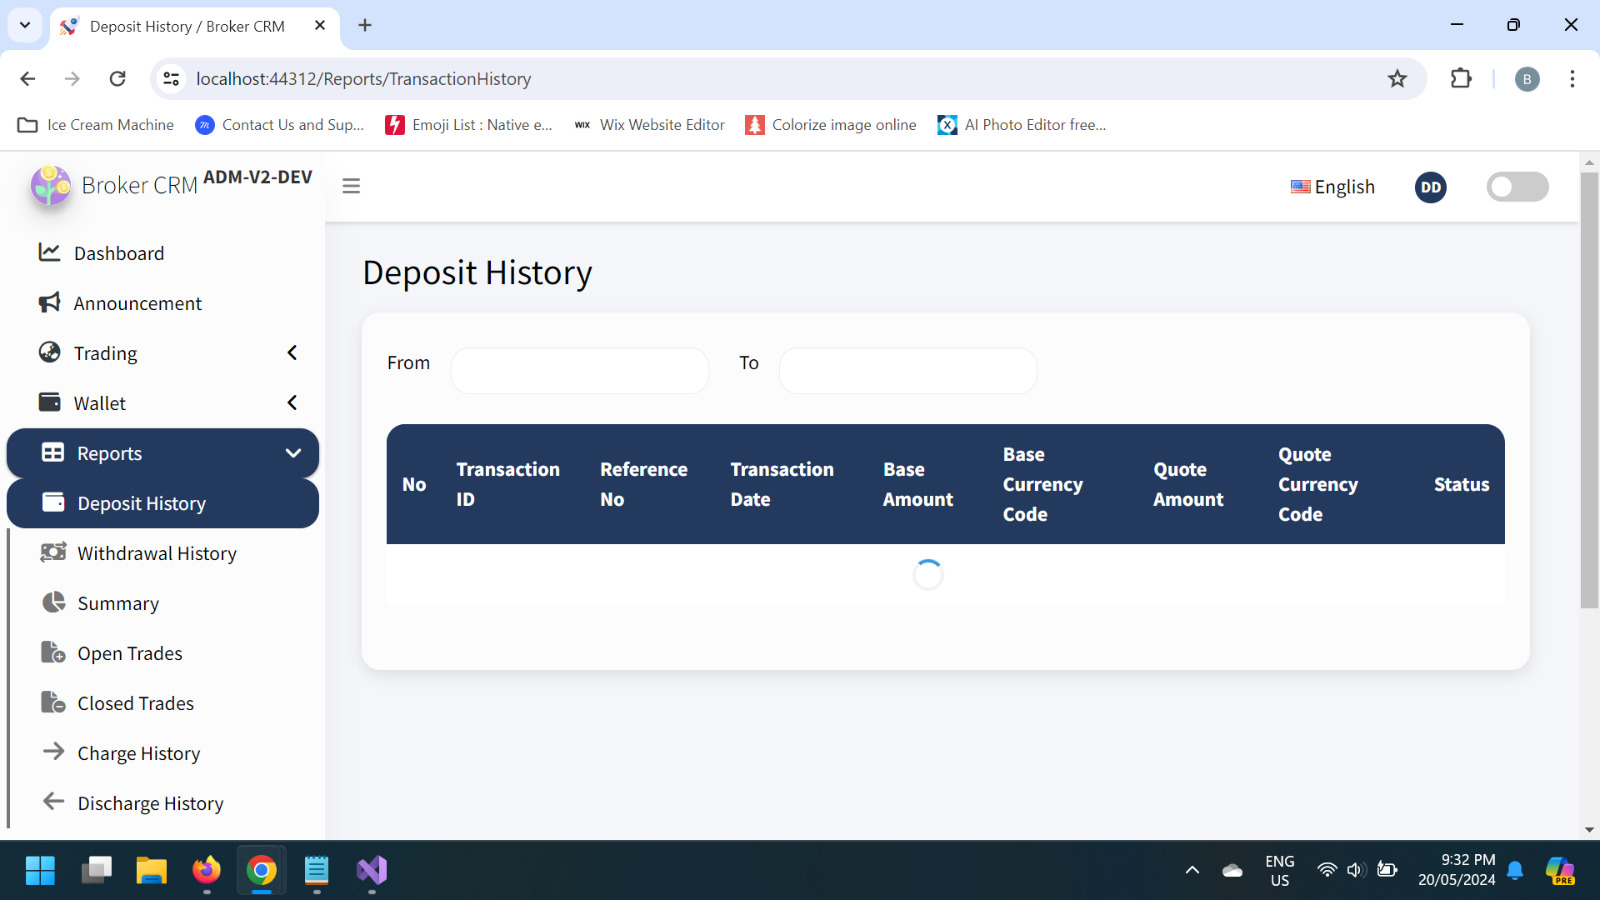 Deposit History / Broker CRM
localhost:44312/Reports/TransactionHistory
B
Ice Cream Machine
Contact Us and Sup...
Emoji List : Native e...
WIX Wix Website Editor
Colorize image online
AI Photo Editor free...
Broker CRM ADM-V2-DEV
English
DD
Dashboard
Announcement
Trading
Wallet
Reports
Deposit History
Withdrawal History
Summary
Open Trades
Closed Trades
Charge History
Discharge History
Deposit History
From
To
No
Transaction
ID
Reference
No
Transaction
Date
Base
Amount
Base
Currency
Code
Quote
Amount
Quote
Currency
Code
Status
ENG
US
9:32 PM
20/05/2024
PRE